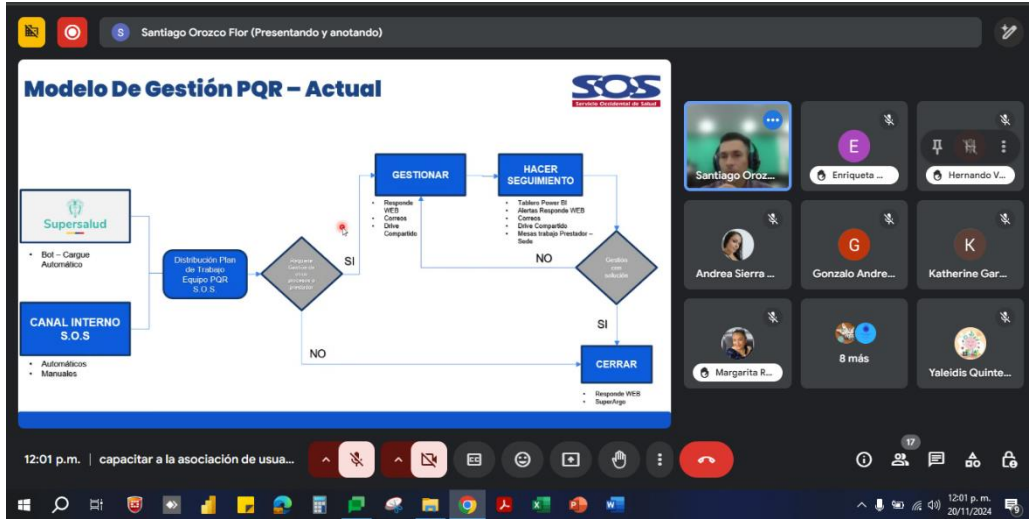 S
Santiago Orozco Flor (Presentando y anotando)
Modelo De Gestión PQR – Actual
SOS
Servicio Occidental de Salud
Supersalud
• Bot – Cargue
Automático
CANAL INTERNO
S.O.S
• Automáticos
• Manuales
Distribución Plan
de Trabajo
Equipo PQR
S.O.S
SI
NO
GESTIONAR
• Responde
WEB
• Correos
• Drive
Compartido
HACER
SEGUIMIENTO
• Tablero Power BI
• Alertas Responde WEB
• Correos
• Drive Compartido
• Mesas trabajo Prestador –
Sede
NO
Gestión
con
solución
SI
CERRAR
• Responde WEB
• SuperArgo
Santiago Oroz...
E
Enriqueta ...
Hernando V...
Andrea Sierra ...
G
Gonzalo Andre...
K
Katherine Gar...
Margarita R...
8 más
Yaleidis Quinte...
12:01 p.m. | capacitar a la asociación de usua...
17
12:01 p. m.
20/11/2024